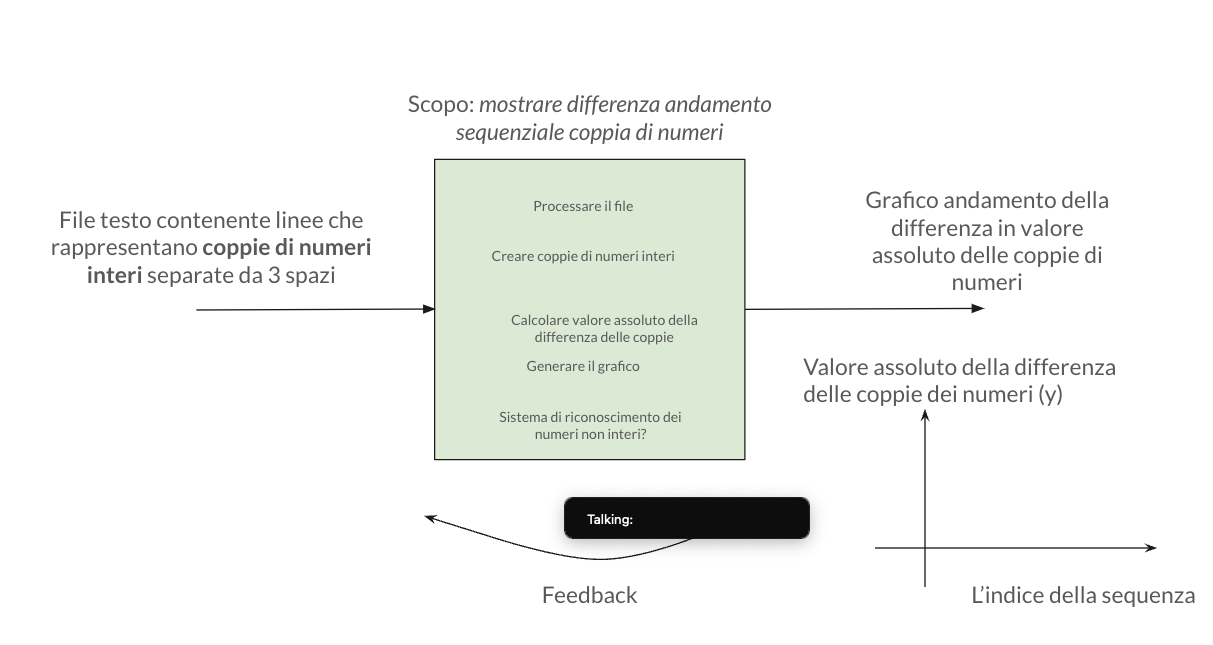 Scopo: mostrare differenza andamento
sequenziale coppia di numeri
File testo contenente linee che
rappresentano coppie di numeri
interi separate da 3 spazi
Processare il file
Creare coppie di numeri interi
Calcolare valore assoluto della
differenza delle coppie
Generare il grafico
Sistema di riconoscimento dei
numeri non interi?
Grafico andamento della
differenza in valore
assoluto delle coppie di
numeri
Valore assoluto della differenza
delle coppie dei numeri (y)
Talking:
Feedback
L'indice della sequenza